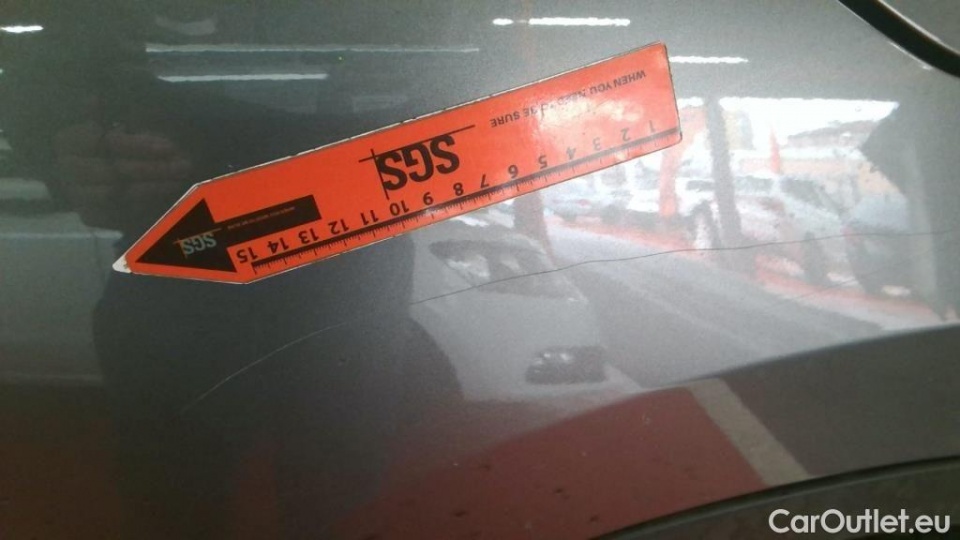 WHEN YOU NEED TO BE SURE
SGS
1 2 3 4 5 6 7 8 9 10 11 12 13 14 15
SGS
CarOutlet.eu